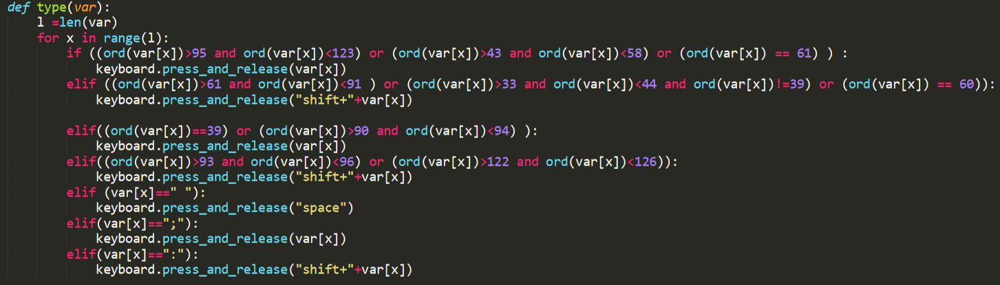 def type(var):
    l =len(var)
    for x in range(l):
        if ((ord(var[x])>95 and ord(var[x])<123) or (ord(var[x])>43 and ord(var[x])<58) or (ord(var[x]) == 61) ) :
            keyboard.press_and_release(var[x])
        elif ((ord(var[x])>61 and ord(var[x])<91 ) or (ord(var[x])>33 and ord(var[x])<44 and ord(var[x])!=39) or (ord(var[x]) == 60)):
            keyboard.press_and_release("shift+"+var[x])

        elif((ord(var[x])==39) or (ord(var[x])>90 and ord(var[x])<94) ):
            keyboard.press_and_release(var[x])
        elif((ord(var[x])>93 and ord(var[x])<96) or (ord(var[x])>122 and ord(var[x])<126)):
            keyboard.press_and_release("shift+"+var[x])
        elif (var[x]==" "):
            keyboard.press_and_release("space")
        elif(var[x]==";"):
            keyboard.press_and_release(var[x])
        elif(var[x]==":"):
            keyboard.press_and_release("shift+"+var[x])